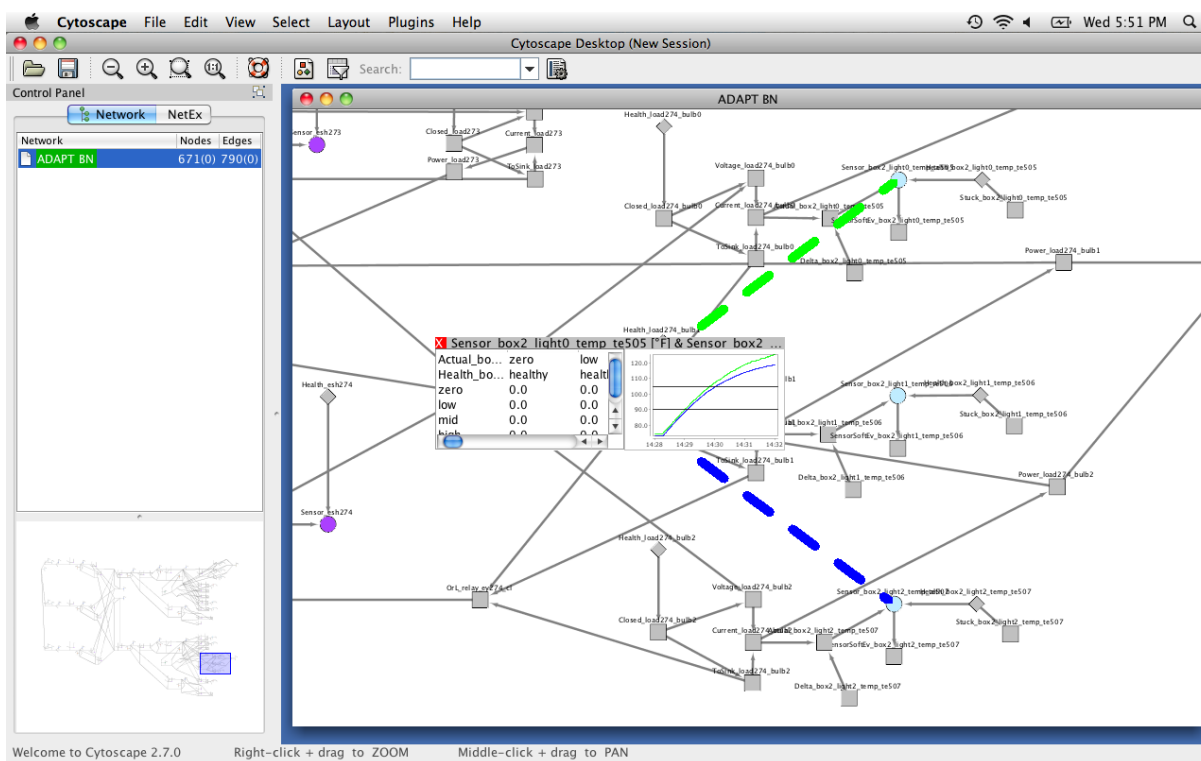 Cytoscape File Edit View Select Layout Plugins Help Wed 5:51 PM
Cytoscape Desktop (New Session)
Search:
Control Panel
Network NetEx
Network Nodes Edges
ADAPT BN 671(0) 790(0)
ADAPT BN
Health_load274_bulb0
Closed_load273
Current_load273
Power_load273
ToSink_load273
Voltage_load274_bulb0
Stuck_box2_light0_temp_te505
Closed_load274_bulb0
ToSink_load274_bulb0
Delta_box2_light0_temp_te505
Power_load274_bulb1
X Sensor_box2_light0_temp_te505 [°F] & Sensor_box2 ...
Actual_bo... zero low
Health_bo... healthy
zero 0.0 0.0
low 0.0 0.0
mid 0.0 0.0
120.0
110.0
100.0
90.0
80.0
14:28 14:29 14:30 14:31 14:32
Health_esh274
Stuck_box2_light1_temp_te506
ToSink_load274_bulb1
Delta_box2_light1_temp_te506
Power_load274_bulb2
Sensor_esh274
Health_load274_bulb2
OrL_relay_ey274_cl
Voltage_load274_bulb2
Closed_load274_bulb2
Stuck_box2_light2_temp_te507
ToSink_load274_bulb2
Delta_box2_light2_temp_te507
Welcome to Cytoscape 2.7.0 Right-click + drag to ZOOM Middle-click + drag to PAN